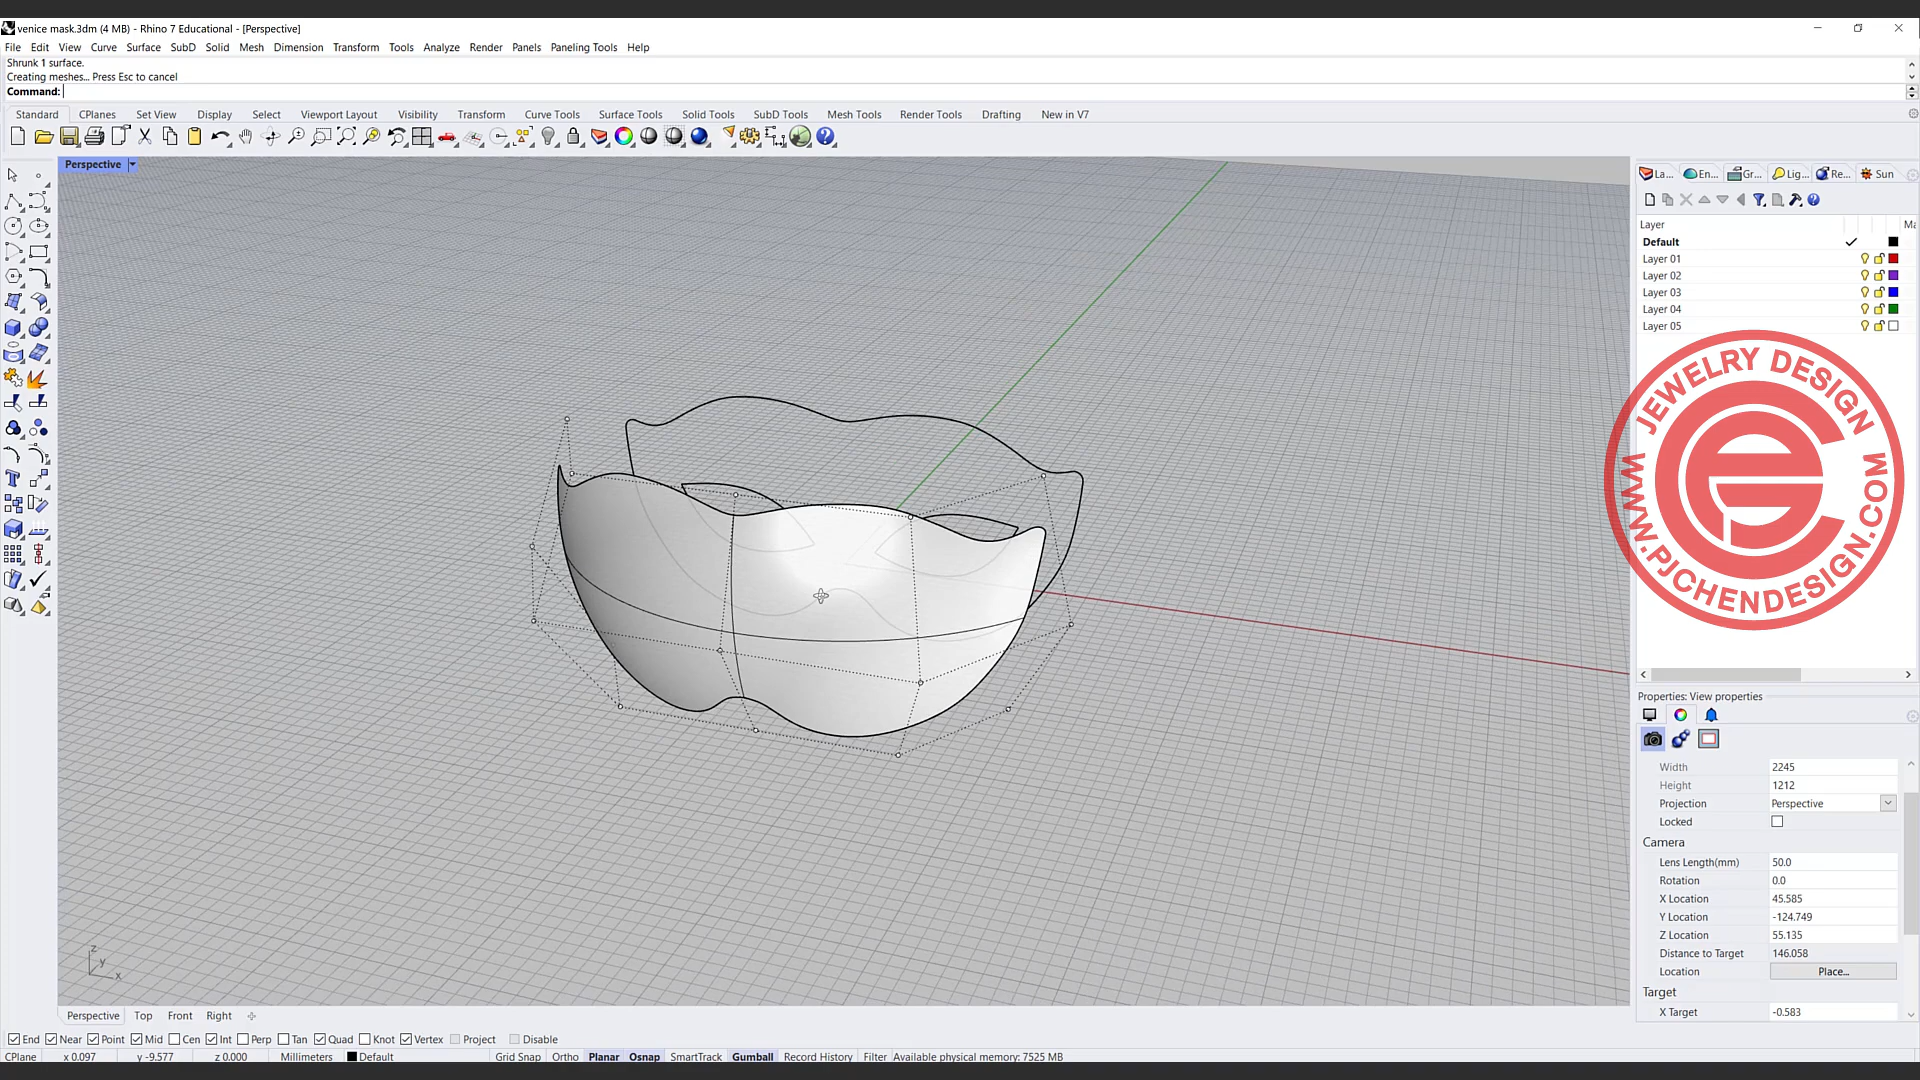 venice mask.3dm (4 MB) - Rhino 7 Educational - [Perspective]
File Edit View Curve Surface SubD Solid Mesh Dimension Transform Tools Analyze Render Panels Paneling Tools Help
Shrunk 1 surface.
Creating meshes... Press Esc to cancel
Command:
Standard CPlanes Set View Display Select Viewport Layout Visibility Transform Curve Tools Surface Tools Solid Tools SubD Tools Mesh Tools Render Tools Drafting New in V7
Perspective
La... En... Gr... Lig... Re... Sun
Layer Ma
Default
Layer 01
Layer 02
Layer 03
Layer 04
Layer 05
JEWELRY DESIGN
WWW.PJCHENDESIGN.COM
Properties: View properties
Width 2245
Height 1212
Projection Perspective
Locked
Camera
Lens Length(mm) 50.0
Rotation 0.0
X Location 45.585
Y Location -124.749
Z Location 55.135
Distance to Target 146.058
Location Place...
Target
X Target -0.583
z
y
x
Perspective Top Front Right
End Near Point Mid Cen Int Perp Tan Quad Knot Vertex Project Disable
CPlane x 0.097 y -9.577 z 0.000 Millimeters Default Grid Snap Ortho Planar Osnap SmartTrack Gumball Record History Filter Available physical memory: 7525 MB